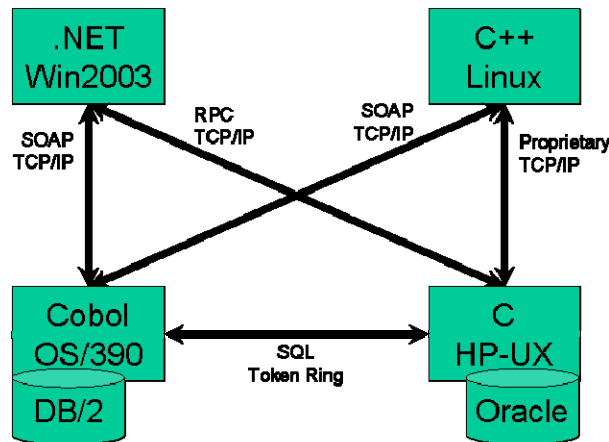 .NET
Win2003
C++
Linux
SOAP
TCP/IP
RPC
TCP/IP
SOAP
TCP/IP
Proprietary
TCP/IP
Cobol
OS/390
DB/2
SQL
Token Ring
C
HP-UX
Oracle